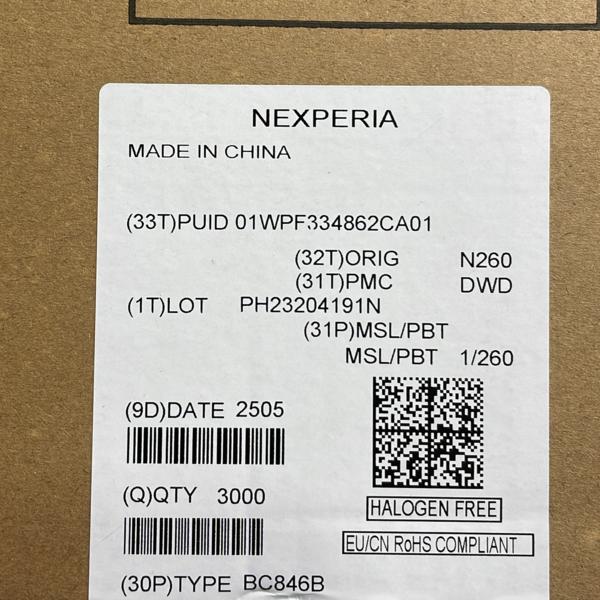 NEXPERIA
MADE IN CHINA
(33T)PUID 01WPF334862CA01
(32T)ORIG N260
(31T)PMC DWD
(1T)LOT PH23204191N
(31P)MSL/PBT
MSL/PBT 1/260
(9D)DATE 2505
(Q)QTY 3000
HALOGEN FREE
EU/CN RoHS COMPLIANT
(30P)TYPE BC846B